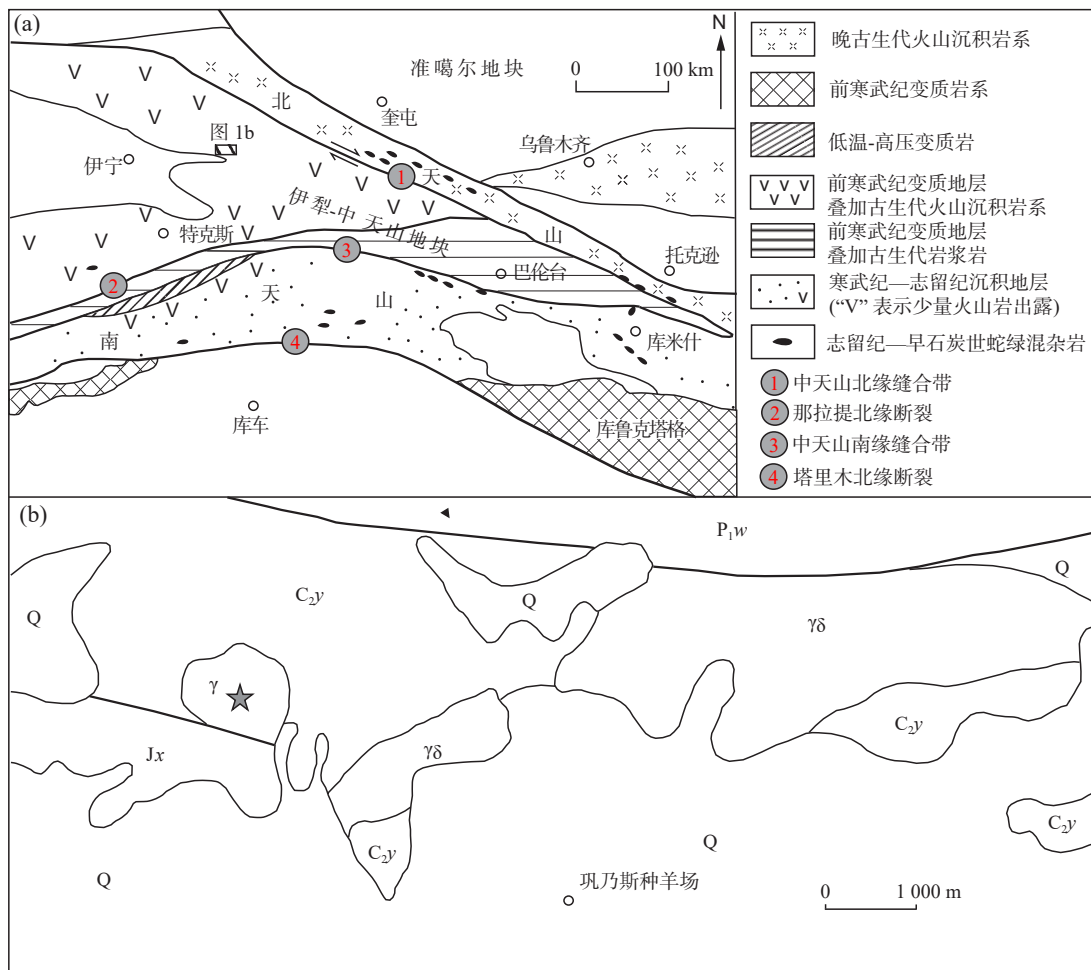 (a)
N
准噶尔地块
0 100 km
北
奎屯
乌鲁木齐
图 1b
伊宁
1
天
伊犁-中天山地块
特克斯
山
托克逊
3
巴伦台
2
天
山
南
库米什
4
库车
库鲁克塔格
晚古生代火山沉积岩系
前寒武纪变质岩系
低温-高压变质岩
前寒武纪变质地层
叠加古生代火山沉积岩系
前寒武纪变质地层
叠加古生代岩浆岩
寒武纪—志留纪沉积地层
(“V” 表示少量火山岩出露)
志留纪—早石炭世蛇绿混杂岩
1 中天山北缘缝合带
2 那拉提北缘断裂
3 中天山南缘缝合带
4 塔里木北缘断裂
(b)
P₁w
Q
C₂y
Q
Q
γδ
γ
C₂y
Jx
γδ
C₂y
C₂y
Q
Q
巩乃斯种羊场
0 1 000 m